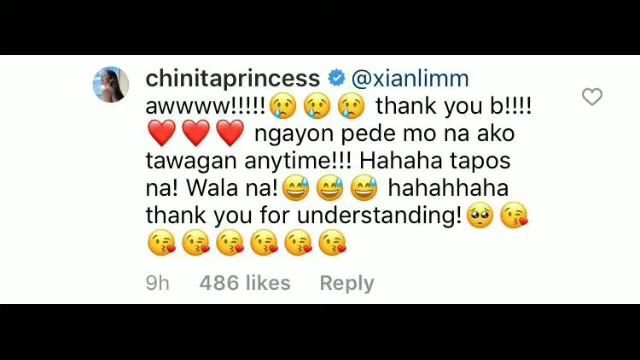 chinitaprincess @xianlimm
awwww!!!!!😢😢😢 thank you b!!!!
❤️❤️❤️ ngayon pede mo na ako
tawagan anytime!!! Hahaha tapos
na! Wala na!😅😅😅 hahahhaha
thank you for understanding!🥺😘
😘😘😘😘😘😘
9h 486 likes Reply